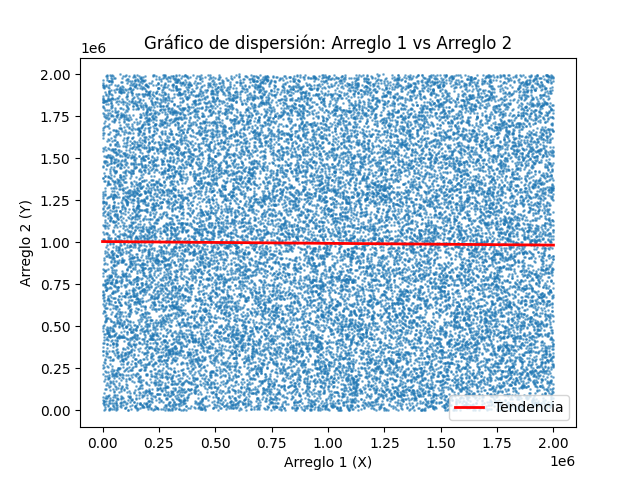 Gráfico de dispersión: Arreglo 1 vs Arreglo 2
1e6
2.00
1.75
1.50
1.25
1.00
0.75
0.50
0.25
0.00
Arreglo 2 (Y)
Tendencia
0.00 0.25 0.50 0.75 1.00 1.25 1.50 1.75 2.00
Arreglo 1 (X)
1e6